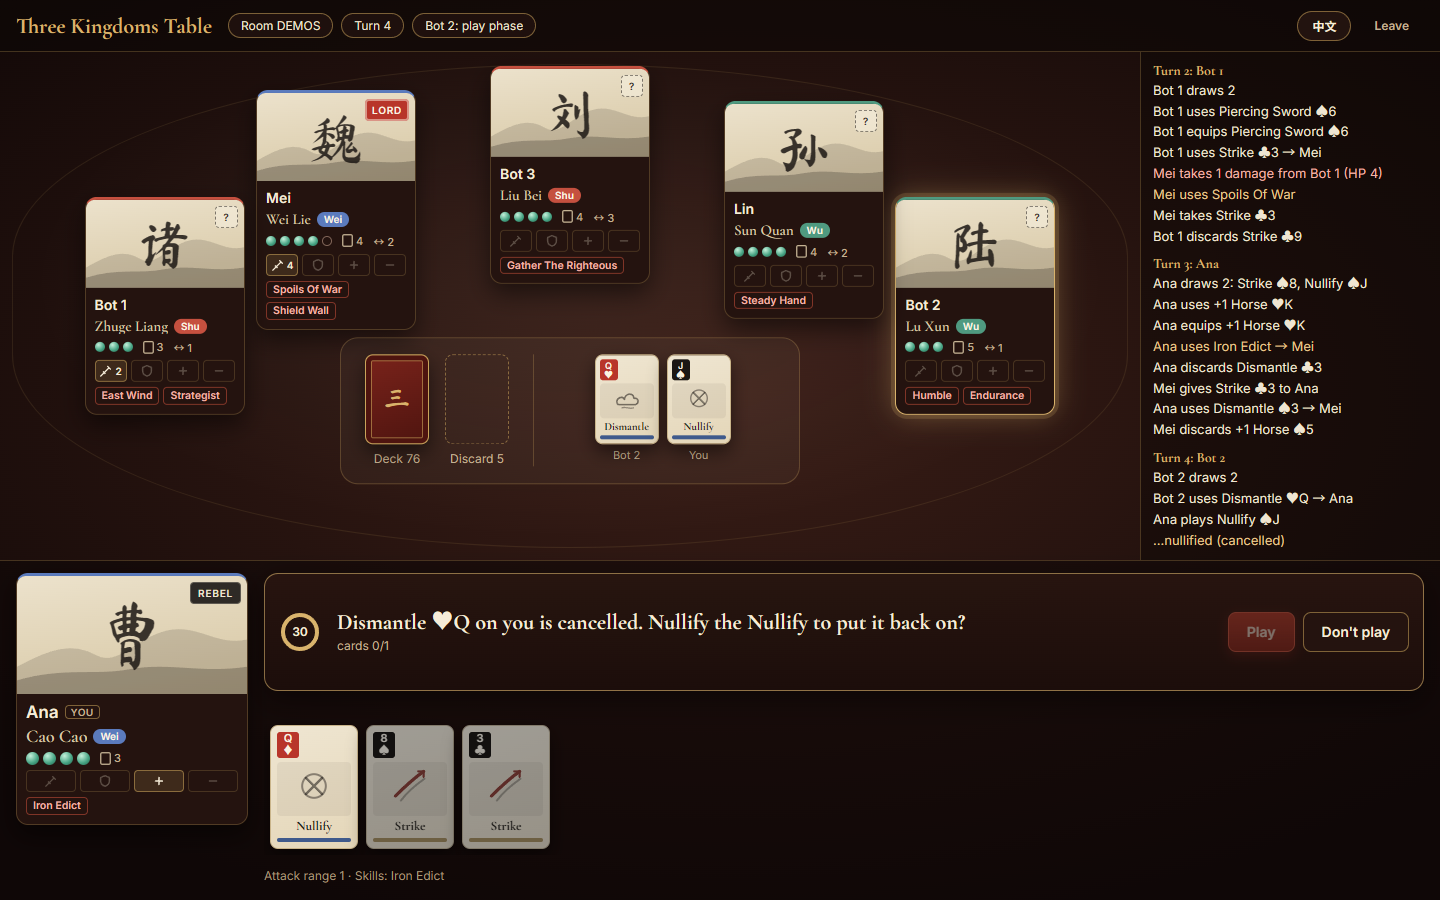 Three Kingdoms Table
Room DEMOS
Turn 4
Bot 2: play phase
中文
Leave
诸
?
Bot 1
Zhuge Liang Shu
3 ↔ 1
2
East Wind
Strategist
魏
LORD
Mei
Wei Lie Wei
4 ↔ 2
4
Spoils Of War
Shield Wall
刘
?
Bot 3
Liu Bei Shu
4 ↔ 3
Gather The Righteous
孙
?
Lin
Sun Quan Wu
4 ↔ 2
Steady Hand
陆
?
Bot 2
Lu Xun Wu
5 ↔ 1
Humble
Endurance
三
Deck 76
Discard 5
Q♥
Dismantle
Bot 2
J♠
Nullify
You
Turn 2: Bot 1
Bot 1 draws 2
Bot 1 uses Piercing Sword ♠6
Bot 1 equips Piercing Sword ♠6
Bot 1 uses Strike ♣3 → Mei
Mei takes 1 damage from Bot 1 (HP 4)
Mei uses Spoils Of War
Mei takes Strike ♣3
Bot 1 discards Strike ♣9
Turn 3: Ana
Ana draws 2: Strike ♠8, Nullify ♠J
Ana uses +1 Horse ♥K
Ana equips +1 Horse ♥K
Ana uses Iron Edict → Mei
Ana discards Dismantle ♣3
Mei gives Strike ♣3 to Ana
Ana uses Dismantle ♠3 → Mei
Mei discards +1 Horse ♠5
Turn 4: Bot 2
Bot 2 draws 2
Bot 2 uses Dismantle ♥Q → Ana
Ana plays Nullify ♠J
...nullified (cancelled)
曹
REBEL
Ana YOU
Cao Cao Wei
3
Iron Edict
30
Dismantle ♥Q on you is cancelled. Nullify the Nullify to put it back on?
cards 0/1
Play
Don't play
Q♦
Nullify
8♠
Strike
3♣
Strike
Attack range 1 · Skills: Iron Edict